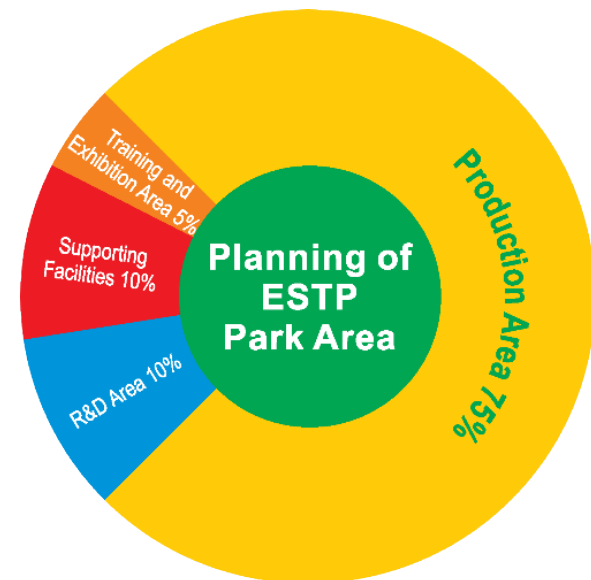 Planning of
ESTP
Park Area
Production Area 75%
Training and
Exhibition Area 5%
Supporting
Facilities 10%
R&D Area 10%